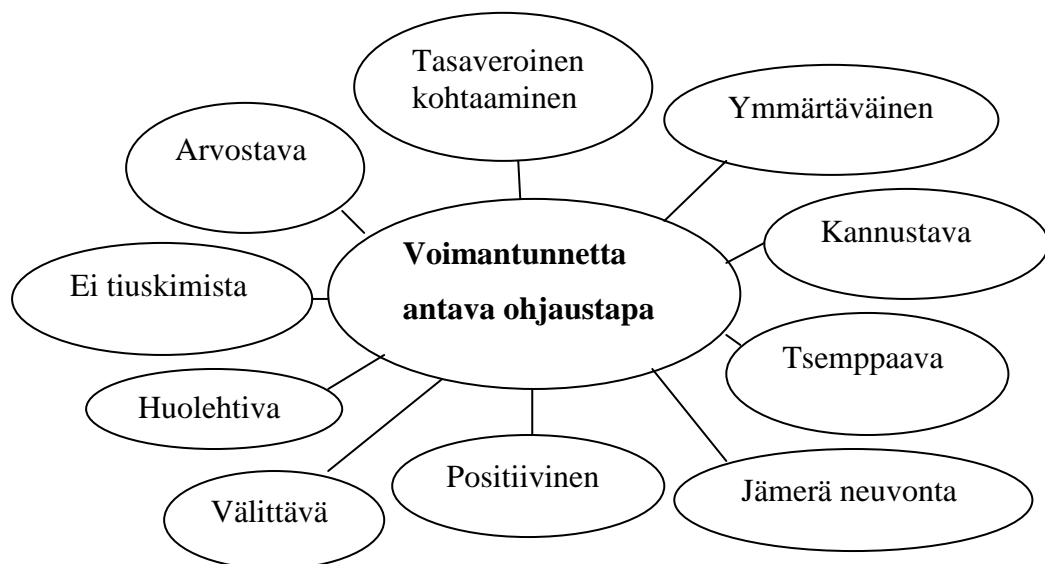 Tasaveroinen
kohtaaminen
Ymmärtäväinen
Arvostava
Kannustava
Voimantunnetta
antava ohjaustapa
Ei tiuskimista
Tsemppaava
Huolehtiva
Positiivinen
Jämerä neuvonta
Välittävä